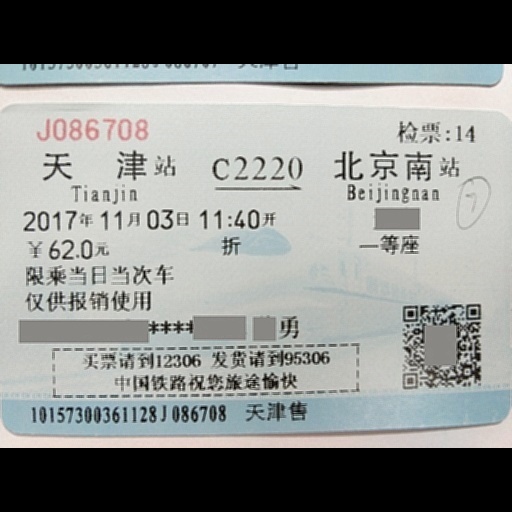 J086708
检票:14
天津站 C2220 北京南站
Tianjin Beijingnan
2017年11月03日11:40开
￥62.0元 折 一等座
限乘当日当次车
仅供报销使用
**** 勇
买票请到12306 发货请到95306
中国铁路祝您旅途愉快
10157300361128J086708 天津售